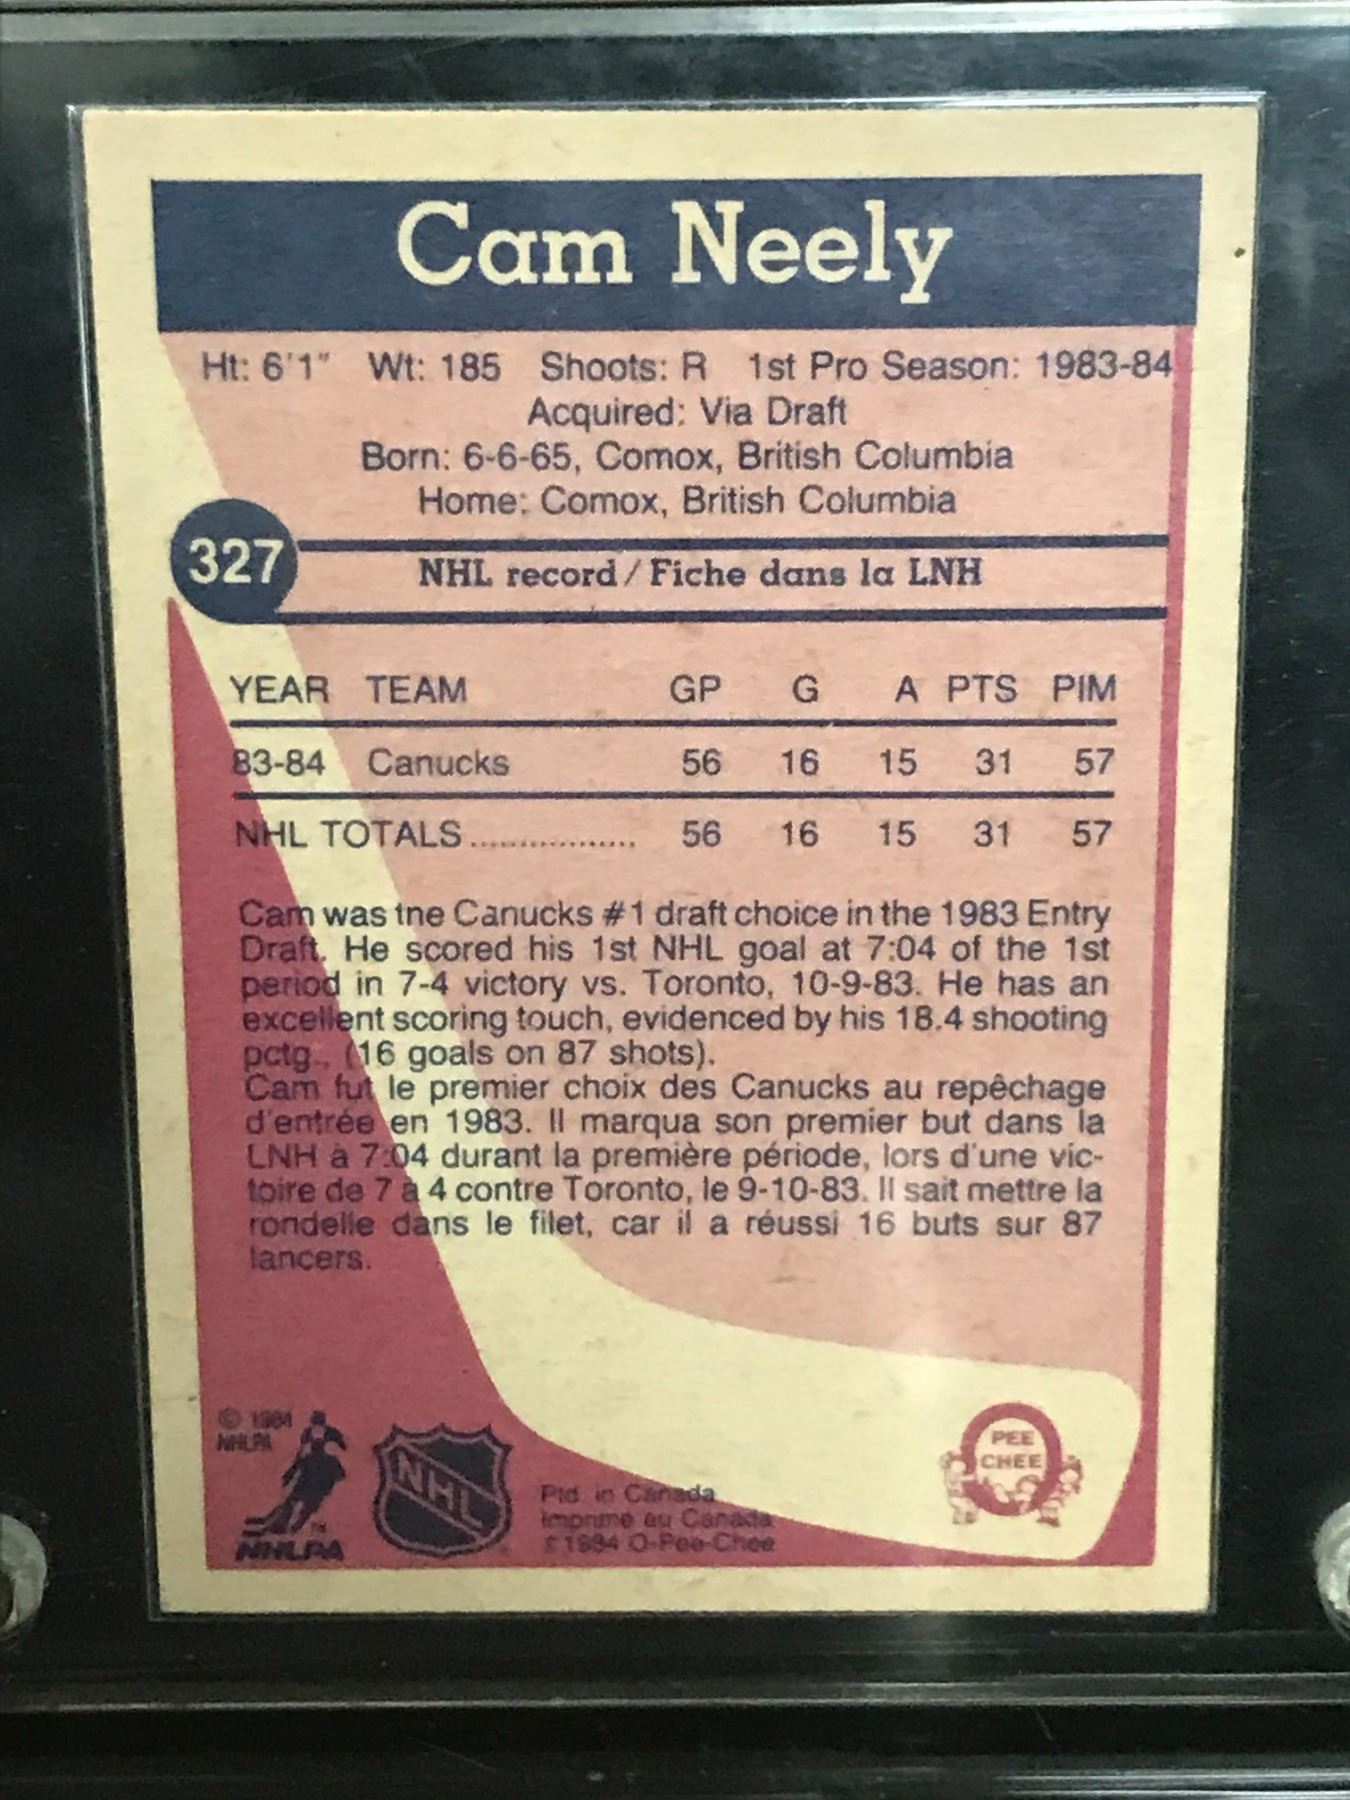 Cam Neely
Ht: 6'1" Wt: 185 Shoots: R 1st Pro Season: 1983-84
Acquired: Via Draft
Born: 6-6-65, Comox, British Columbia
Home: Comox, British Columbia
327
NHL record / Fiche dans la LNH
YEAR TEAM GP G A PTS PIM
83-84 Canucks 56 16 15 31 57
NHL TOTALS................. 56 16 15 31 57
Cam was the Canucks #1 draft choice in the 1983 Entry
Draft. He scored his 1st NHL goal at 7:04 of the 1st
period in 7-4 victory vs. Toronto, 10-9-83. He has an
excellent scoring touch, evidenced by his 18.4 shooting
pctg., (16 goals on 87 shots).
Cam fut le premier choix des Canucks au repêchage
d'entrée en 1983. Il marqua son premier but dans la
LNH à 7:04 durant la première période, lors d'une vic-
toire de 7 à 4 contre Toronto, le 9-10-83. Il sait mettre la
rondelle dans le filet, car il a réussi 16 buts sur 87
lancers.
© 1984
NHLPA
NHLPA
NHL
Ptd. in Canada
Imprimé au Canada
© 1984 O-Pee-Chee
O
PEE
CHEE